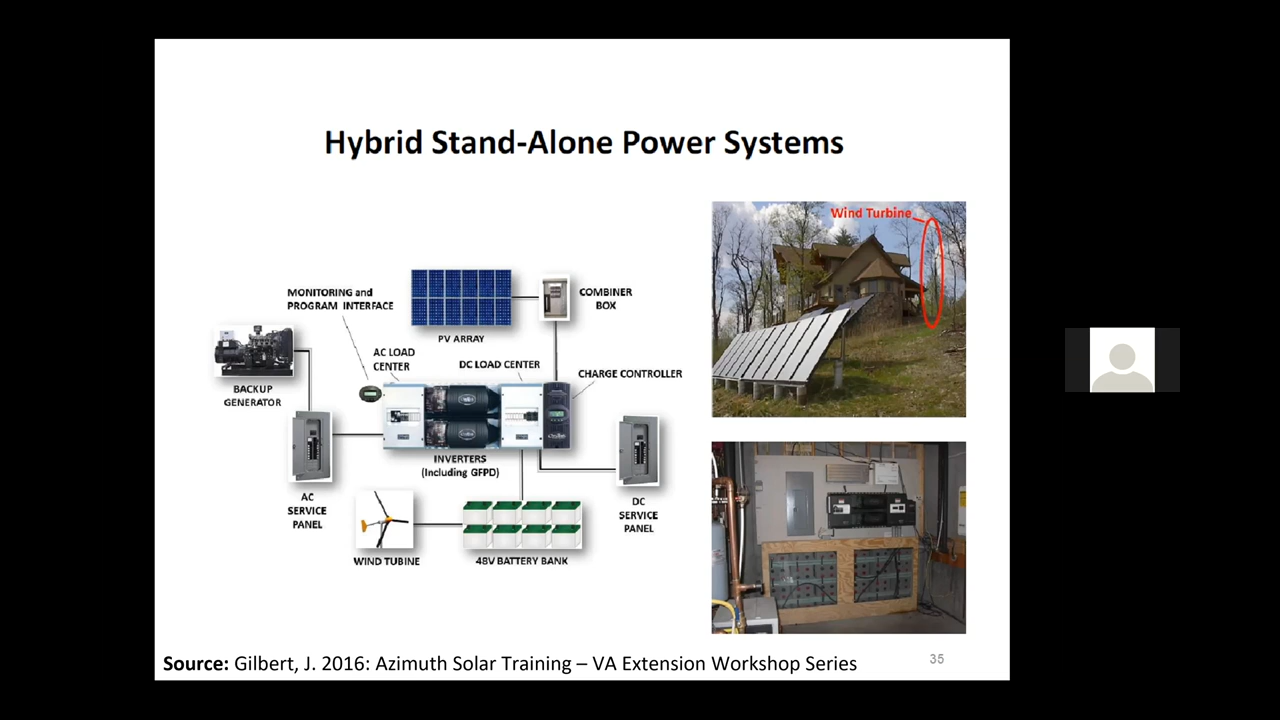 Hybrid Stand-Alone Power Systems
Wind Turbine
MONITORING and
PROGRAM INTERFACE
COMBINER
BOX
PV ARRAY
AC LOAD
CENTER
DC LOAD CENTER
CHARGE CONTROLLER
BACKUP
GENERATOR
INVERTERS
(Including GFPD)
AC
SERVICE
PANEL
DC
SERVICE
PANEL
WIND TUBINE
48V BATTERY BANK
Source: Gilbert, J. 2016: Azimuth Solar Training – VA Extension Workshop Series
35